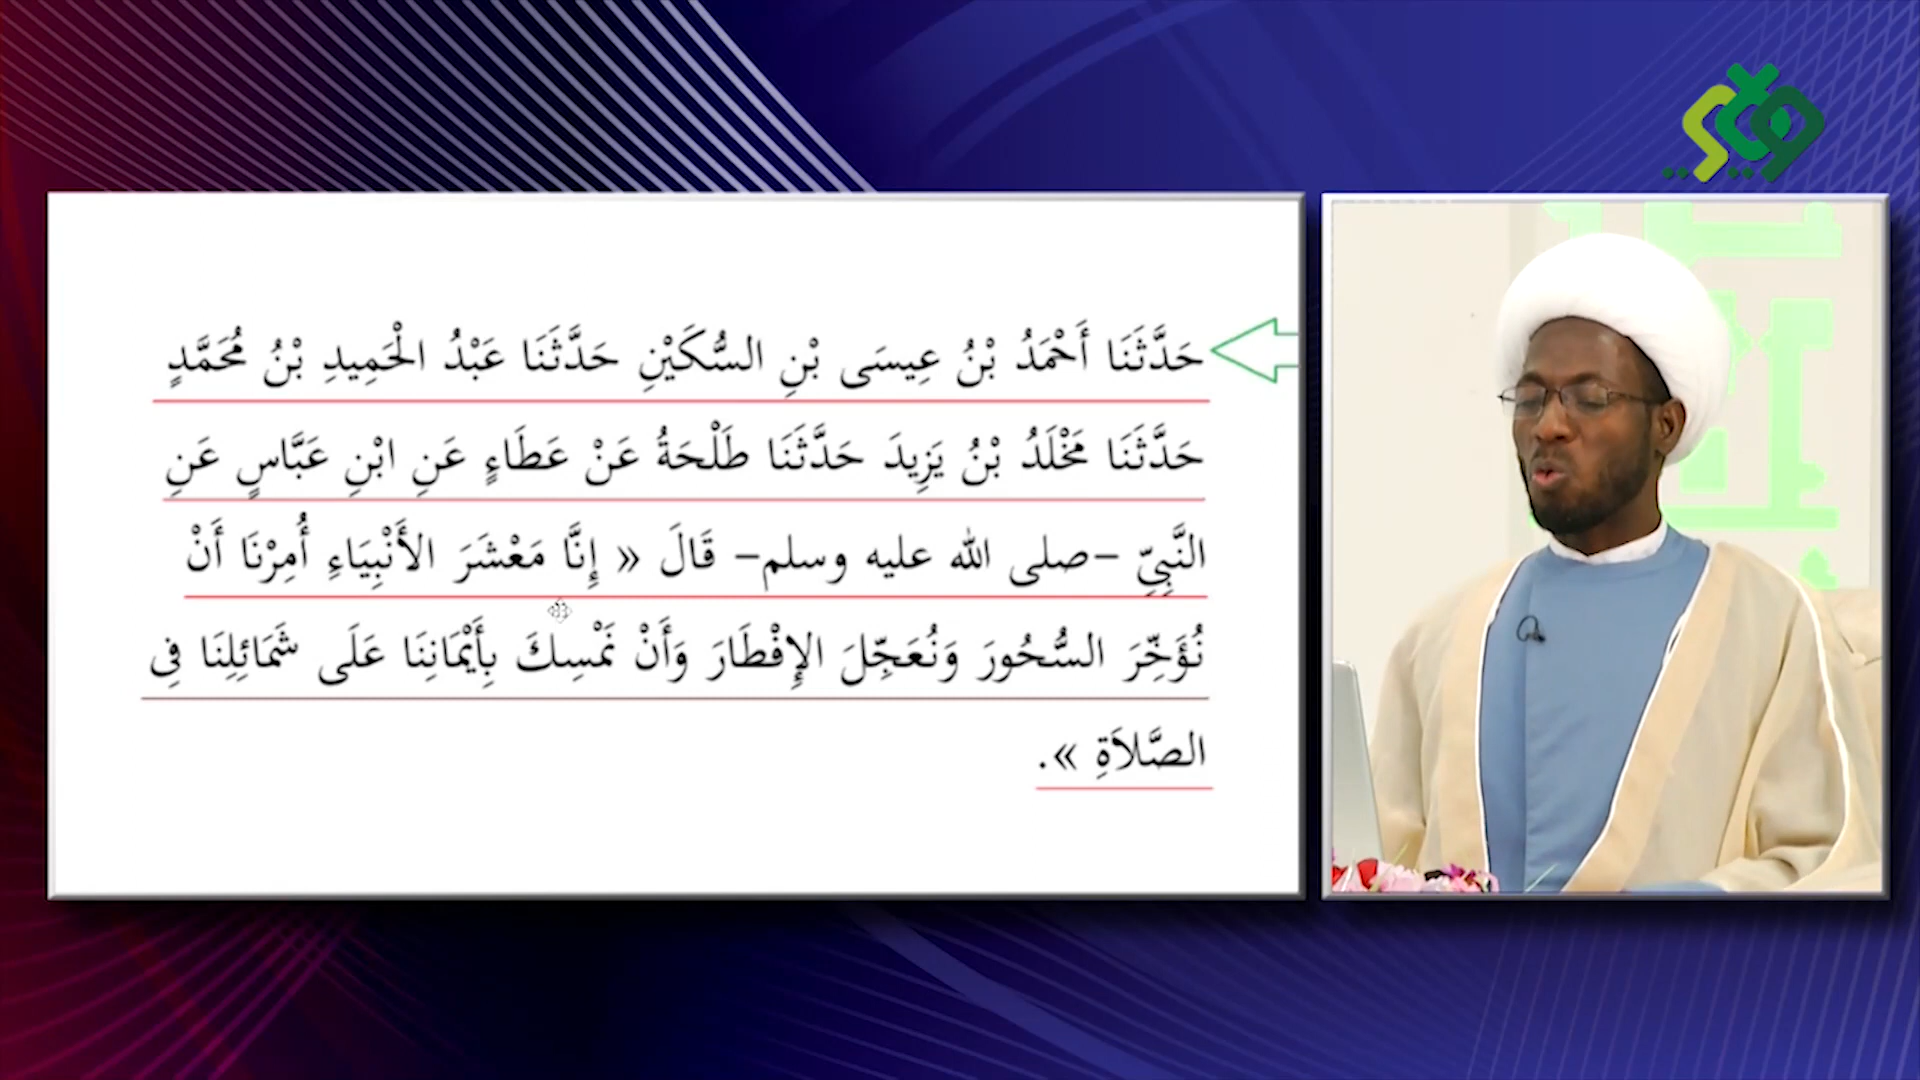 حَدَّثَنَا أَحْمَدُ بْنُ عِيسَى بْنِ السُّكَيْنِ حَدَّثَنَا عَبْدُ الْحَمِيدِ بْنُ مُحَمَّدٍ
حَدَّثَنَا مَخْلَدُ بْنُ يَزِيدَ حَدَّثَنَا طَلْحَةُ عَنْ عَطَاءٍ عَنِ ابْنِ عَبَّاسٍ عَنِ
النَّبِيِّ –صلى الله عليه وسلم– قَالَ « إِنَّا مَعْشَرَ الأَنْبِيَاءِ أُمِرْنَا أَنْ
نُؤَخِّرَ السُّحُورَ وَنُعَجِّلَ الإِفْطَارَ وَأَنْ نَمْسِكَ بِأَيْمَانِنَا عَلَى شَمَائِلِنَا فِى
الصَّلاَةِ ».